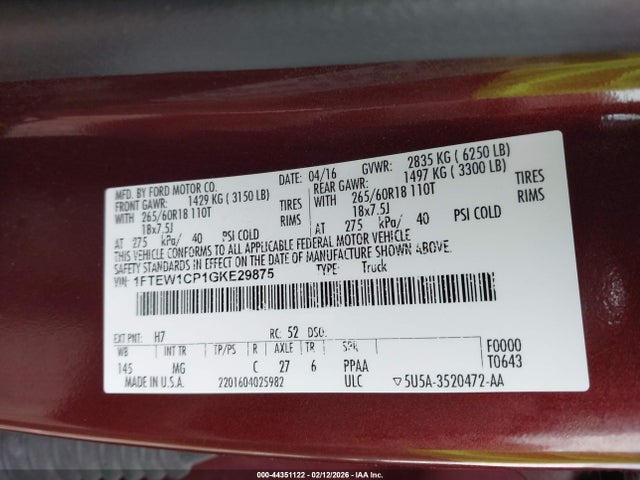 MFD. BY FORD MOTOR CO.
DATE: 04/16 GVWR: 2835 KG ( 6250 LB)
FRONT GAWR: 1429 KG ( 3150 LB) REAR GAWR: 1497 KG ( 3300 LB)
WITH 265/60R18 110T TIRES WITH 265/60R18 110T TIRES
18x7.5J RIMS 18x7.5J RIMS
AT 275 kPa/ 40 PSI COLD AT 275 kPa/ 40 PSI COLD
THIS VEHICLE CONFORMS TO ALL APPLICABLE FEDERAL MOTOR VEHICLE
SAFETY STANDARDS IN EFFECT ON THE DATE OF MANUFACTURE SHOWN ABOVE.
VIN: 1FTEW1CP1GKE29875 TYPE: Truck
EXT PNT: H7 RC: 52 DSO: F0000
WB INT TR TP/PS R AXLE TR SPR T0643
145 MG C 27 6 PPAA
MADE IN U.S.A. 2201604025982 ULC ▽5U5A-3520472-AA
000-44351122 - 02/12/2026 - COPYRIGHT IAA